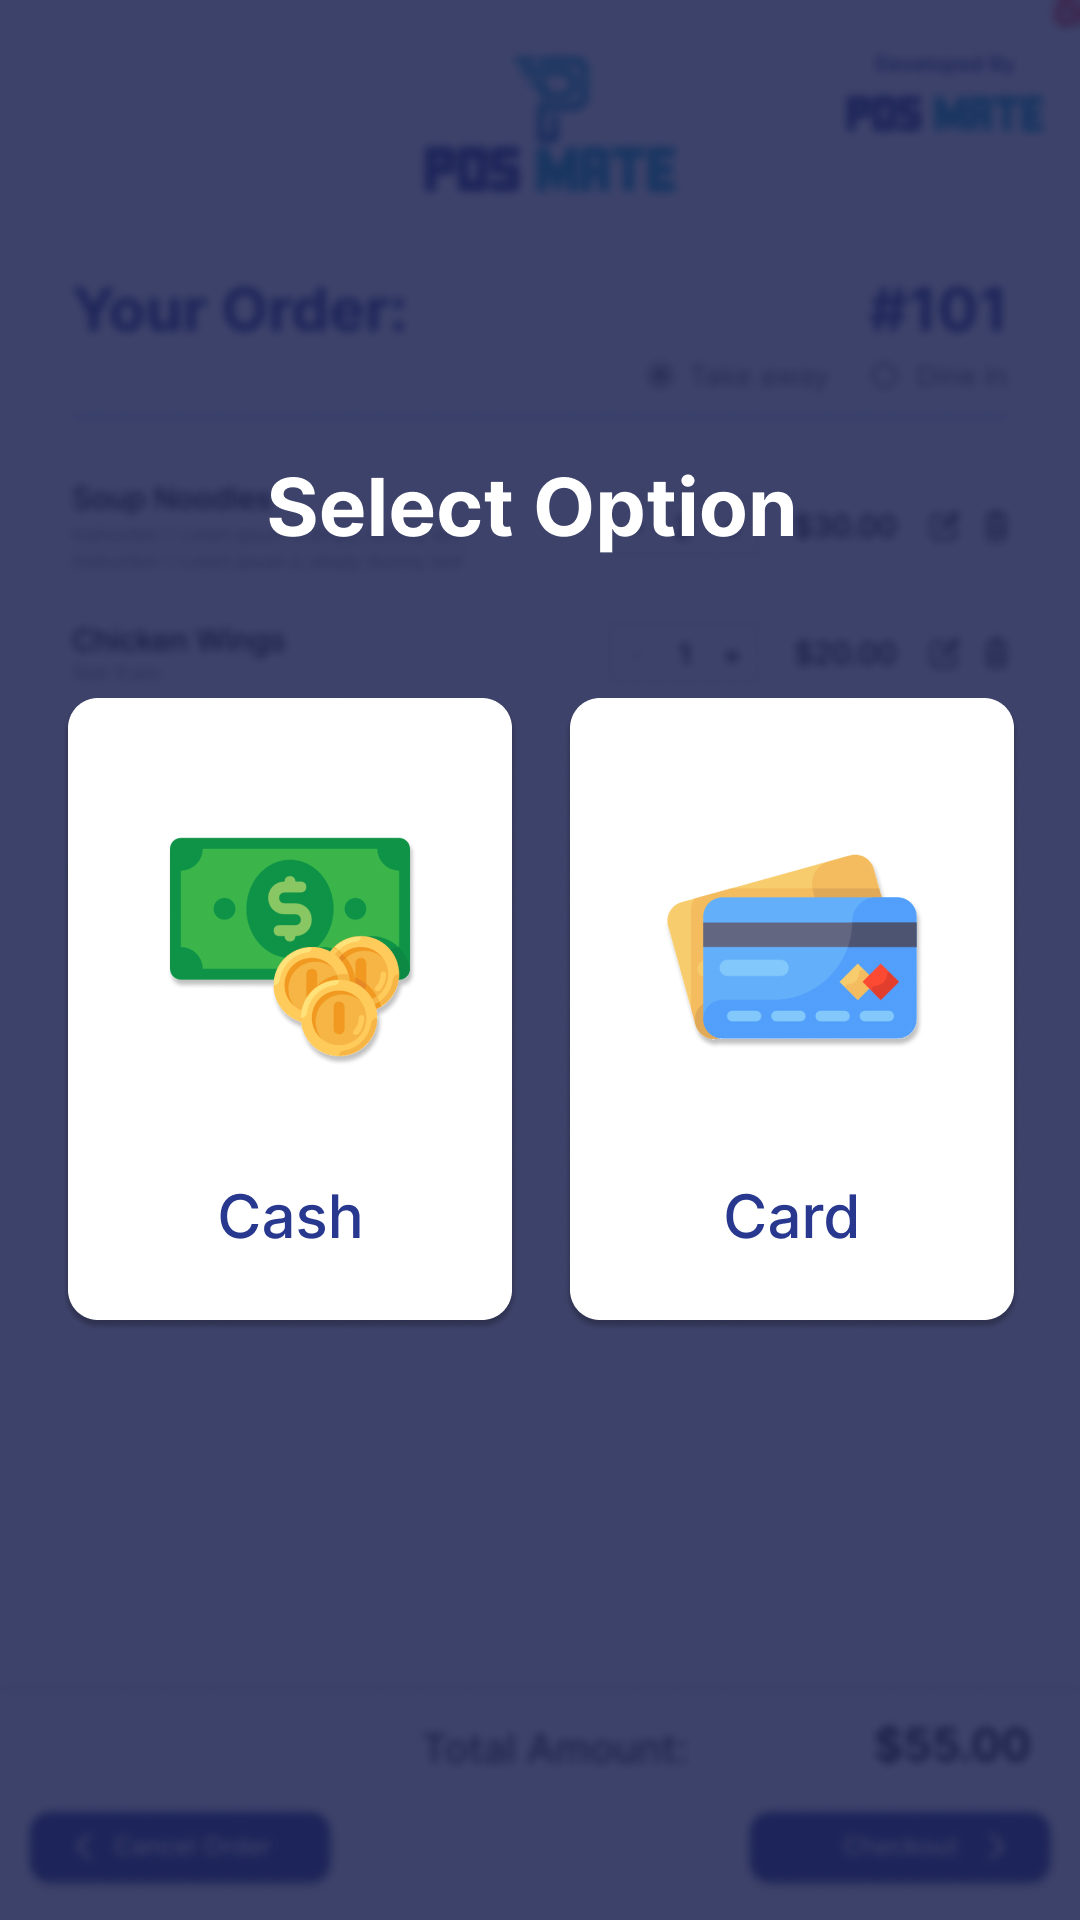 Developed By
POS MATE
POS MATE
Your Order:
#101
Take away
Dine In
Select Option
Soup Noodles
$30.00
Chicken Wings
- 1 +
$20.00
$
Cash
Card
Total Amount:
$55.00
Cancel Order
Checkout